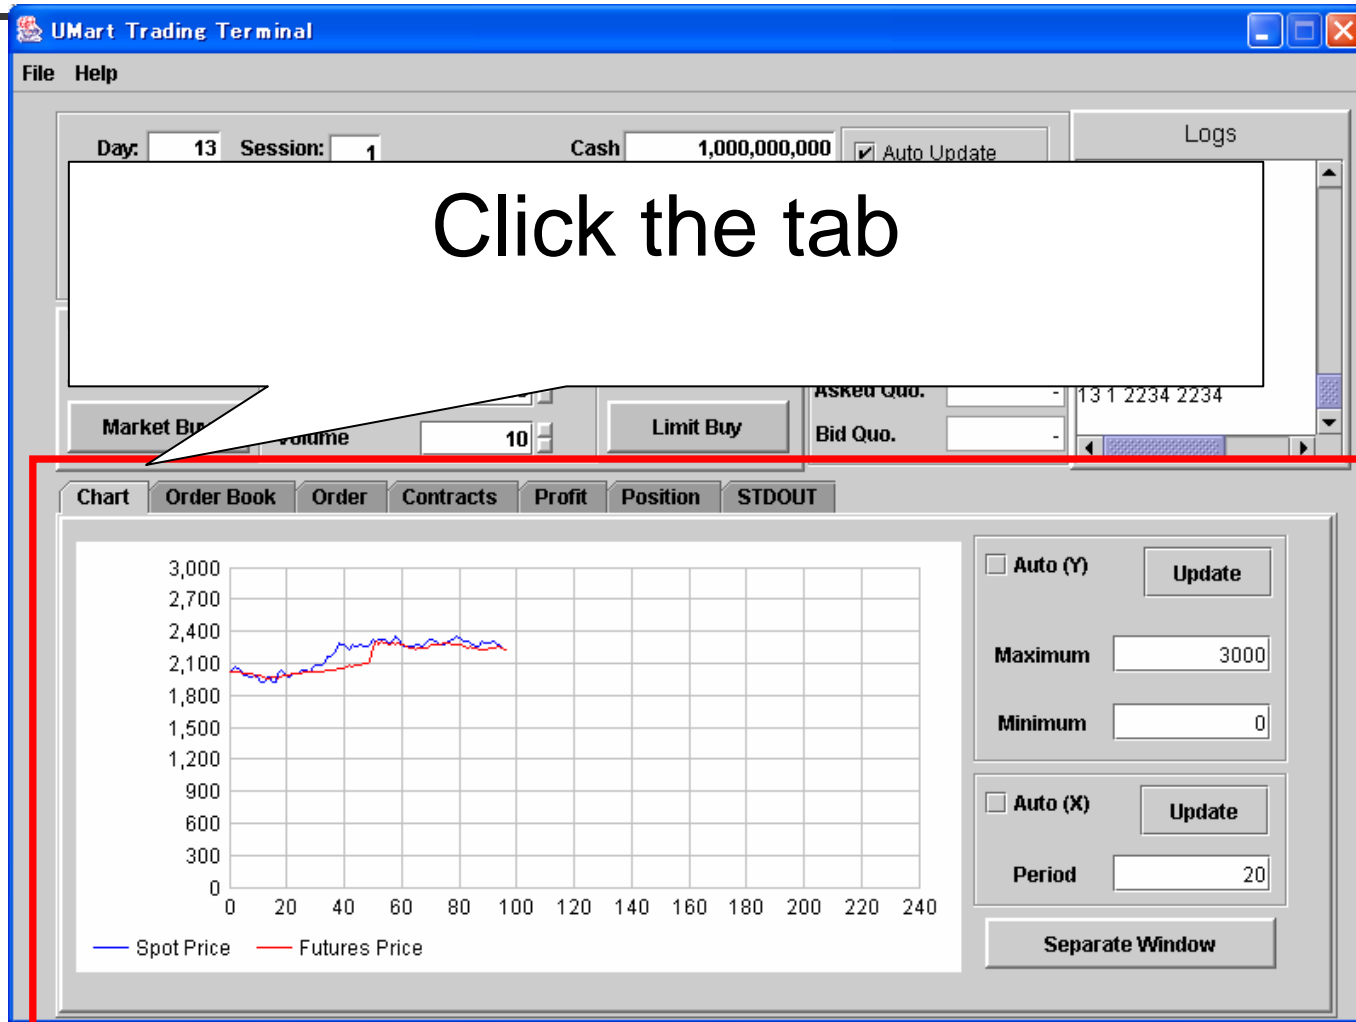 UMart Trading Terminal
File Help
Day: 13 Session: 1 Cash 1,000,000,000 Auto Update Logs
Click the tab
Asked Quo. - 13 1 2234 2234
Market Buy Volume 10 Limit Buy Bid Quo. -
Chart Order Book Order Contracts Profit Position STDOUT
3,000
2,700
2,400
2,100
1,800
1,500
1,200
900
600
300
0
0 20 40 60 80 100 120 140 160 180 200 220 240
Spot Price Futures Price
Auto (Y) Update
Maximum 3000
Minimum 0
Auto (X) Update
Period 20
Separate Window